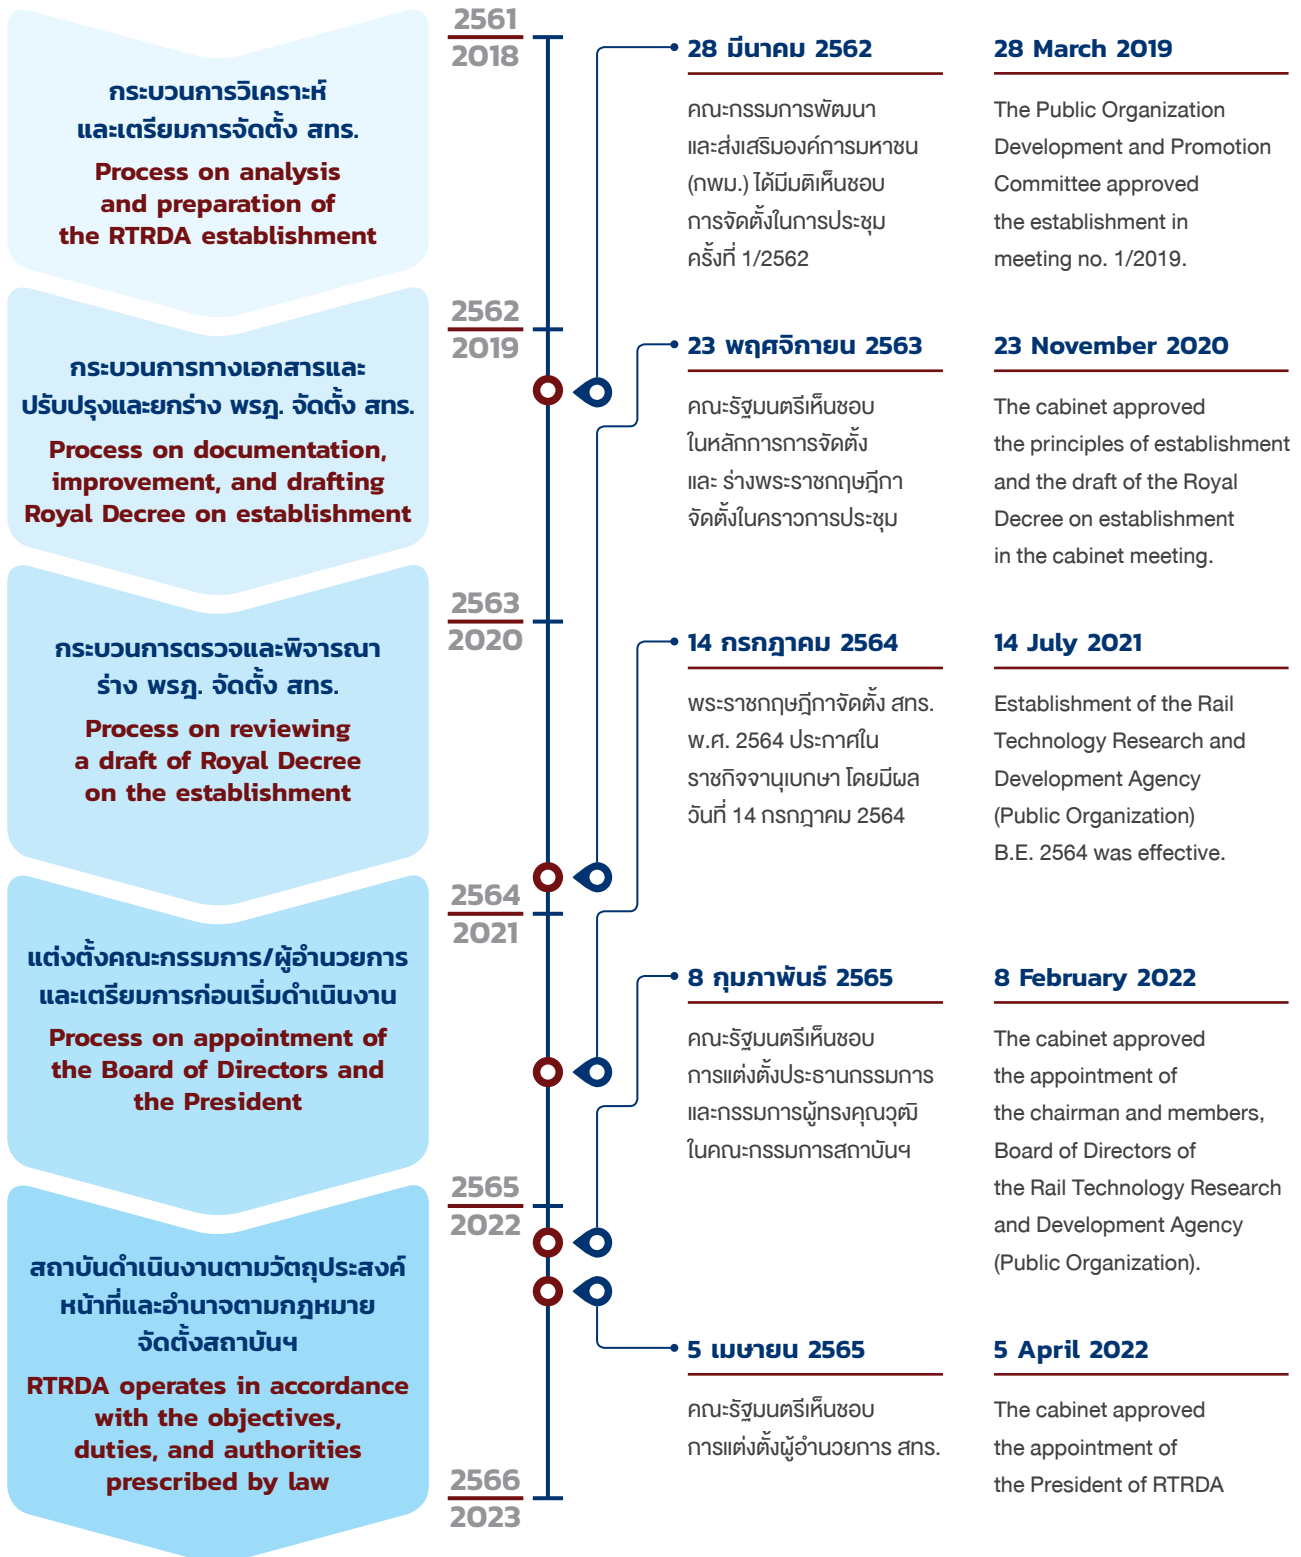 กระบวนการวิเคราะห์
และเตรียมการจัดตั้ง สทร.
Process on analysis
and preparation of
the RTRDA establishment
กระบวนการทางเอกสารและ
ปรับปรุงและยกร่าง พรฎ. จัดตั้ง สทร.
Process on documentation,
improvement, and drafting
Royal Decree on establishment
กระบวนการตรวจและพิจารณา
ร่าง พรฎ. จัดตั้ง สทร.
Process on reviewing
a draft of Royal Decree
on the establishment
แต่งตั้งคณะกรรมการ/ผู้อำนวยการ
และเตรียมการก่อนเริ่มดำเนินงาน
Process on appointment of
the Board of Directors and
the President
สถาบันดำเนินงานตามวัตถุประสงค์
หน้าที่และอำนาจตามกฎหมาย
จัดตั้งสถาบันฯ
RTRDA operates in accordance
with the objectives,
duties, and authorities
prescribed by law
2561
2018
2562
2019
2563
2020
2564
2021
2565
2022
2566
2023
28 มีนาคม 2562
คณะกรรมการพัฒนา
และส่งเสริมองค์การมหาชน
(กพม.) ได้มีมติเห็นชอบ
การจัดตั้งในการประชุม
ครั้งที่ 1/2562
28 March 2019
The Public Organization
Development and Promotion
Committee approved
the establishment in
meeting no. 1/2019.
23 พฤศจิกายน 2563
คณะรัฐมนตรีเห็นชอบ
ในหลักการการจัดตั้ง
และ ร่างพระราชกฤษฎีกา
จัดตั้งในคราวการประชุม
23 November 2020
The cabinet approved
the principles of establishment
and the draft of the Royal
Decree on establishment
in the cabinet meeting.
14 กรกฎาคม 2564
พระราชกฤษฎีกาจัดตั้ง สทร.
พ.ศ. 2564 ประกาศใน
ราชกิจจานุเบกษา โดยมีผล
วันที่ 14 กรกฎาคม 2564
14 July 2021
Establishment of the Rail
Technology Research and
Development Agency
(Public Organization)
B.E. 2564 was effective.
8 กุมภาพันธ์ 2565
คณะรัฐมนตรีเห็นชอบ
การแต่งตั้งประธานกรรมการ
และกรรมการผู้ทรงคุณวุฒิ
ในคณะกรรมการสถาบันฯ
8 February 2022
The cabinet approved
the appointment of
the chairman and members,
Board of Directors of
the Rail Technology Research
and Development Agency
(Public Organization).
5 เมษายน 2565
คณะรัฐมนตรีเห็นชอบ
การแต่งตั้งผู้อำนวยการ สทร.
5 April 2022
The cabinet approved
the appointment of
the President of RTRDA